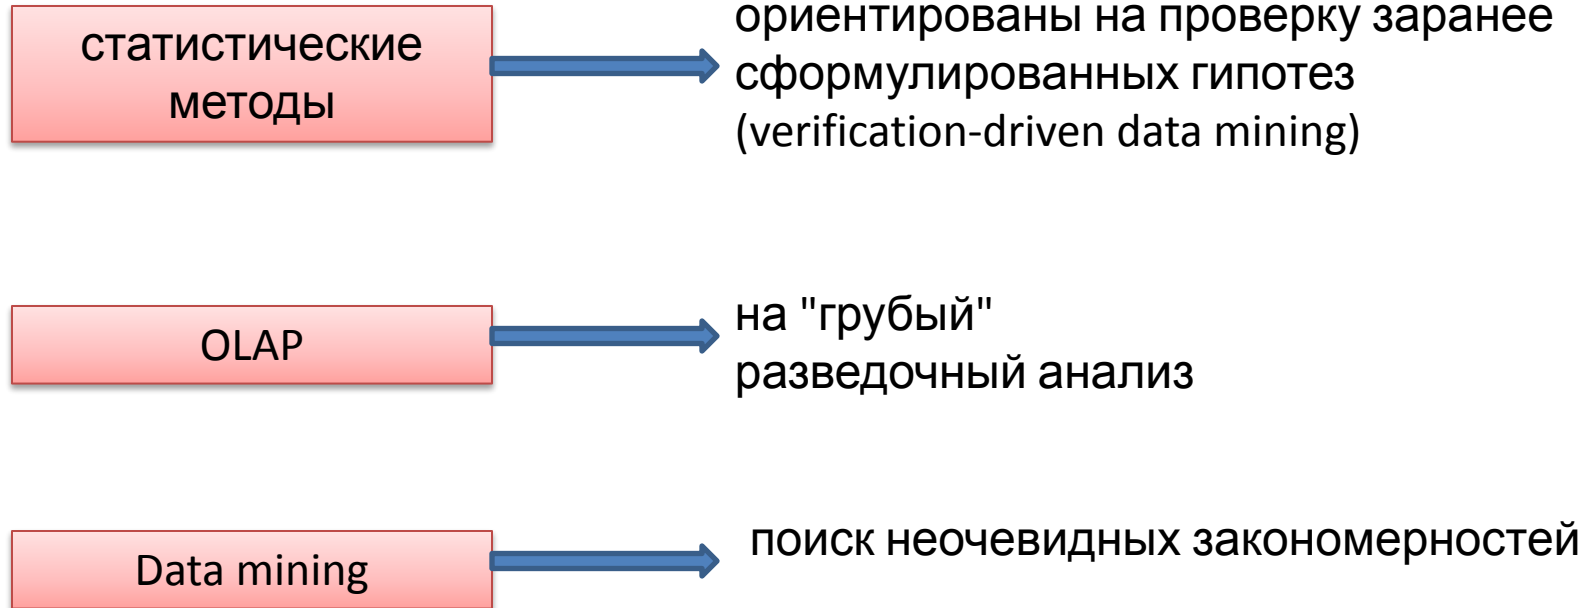 статистические
методы
ориентированы на проверку заранее
сформулированных гипотез
(verification-driven data mining)
OLAP
на "грубый"
разведочный анализ
Data mining
поиск неочевидных закономерностей